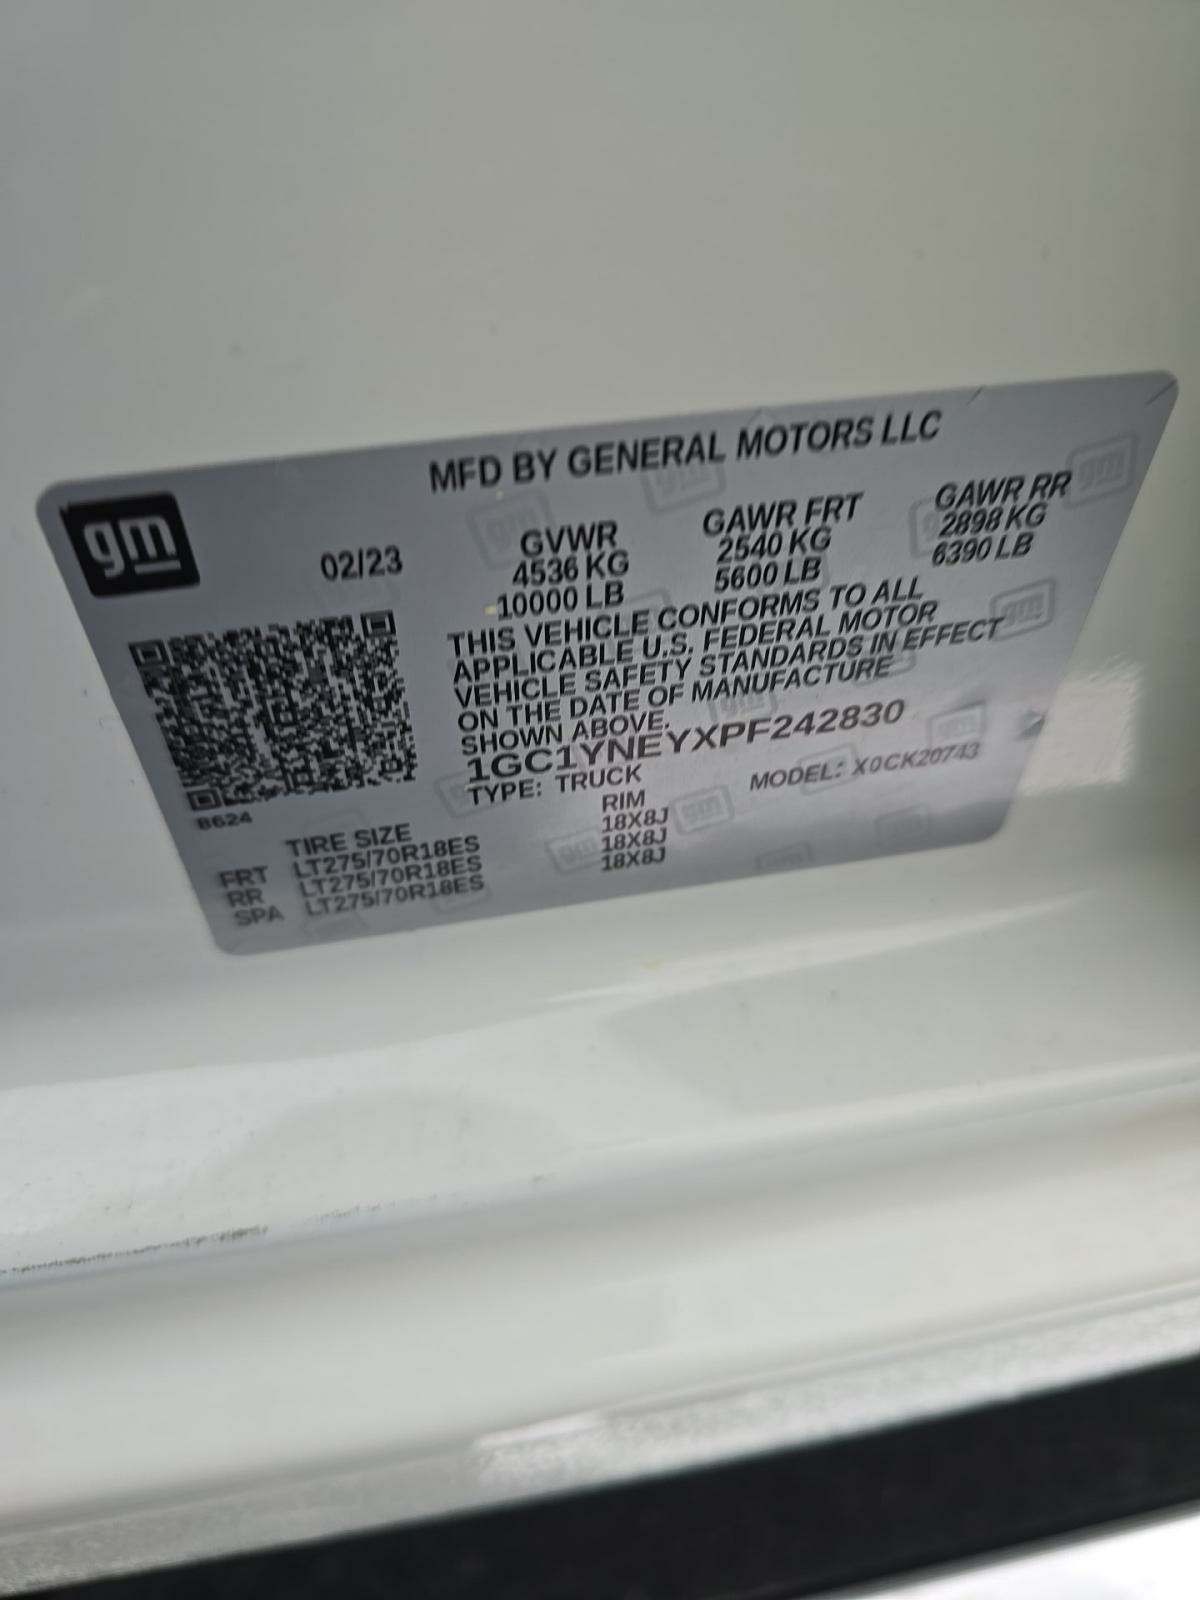 MFD BY GENERAL MOTORS LLC
gm
02/23
GVWR GAWR FRT GAWR RR
4536 KG 2540 KG 2898 KG
10000 LB 5600 LB 6390 LB
THIS VEHICLE CONFORMS TO ALL
APPLICABLE U.S. FEDERAL MOTOR
VEHICLE SAFETY STANDARDS IN EFFECT
ON THE DATE OF MANUFACTURE
SHOWN ABOVE.
1GC1YNEYXPF242830
TYPE: TRUCK MODEL: X0CK20743
8624
TIRE SIZE RIM
FRT LT275/70R18ES 18X8J
RR LT275/70R18ES 18X8J
SPA LT275/70R18ES 18X8J